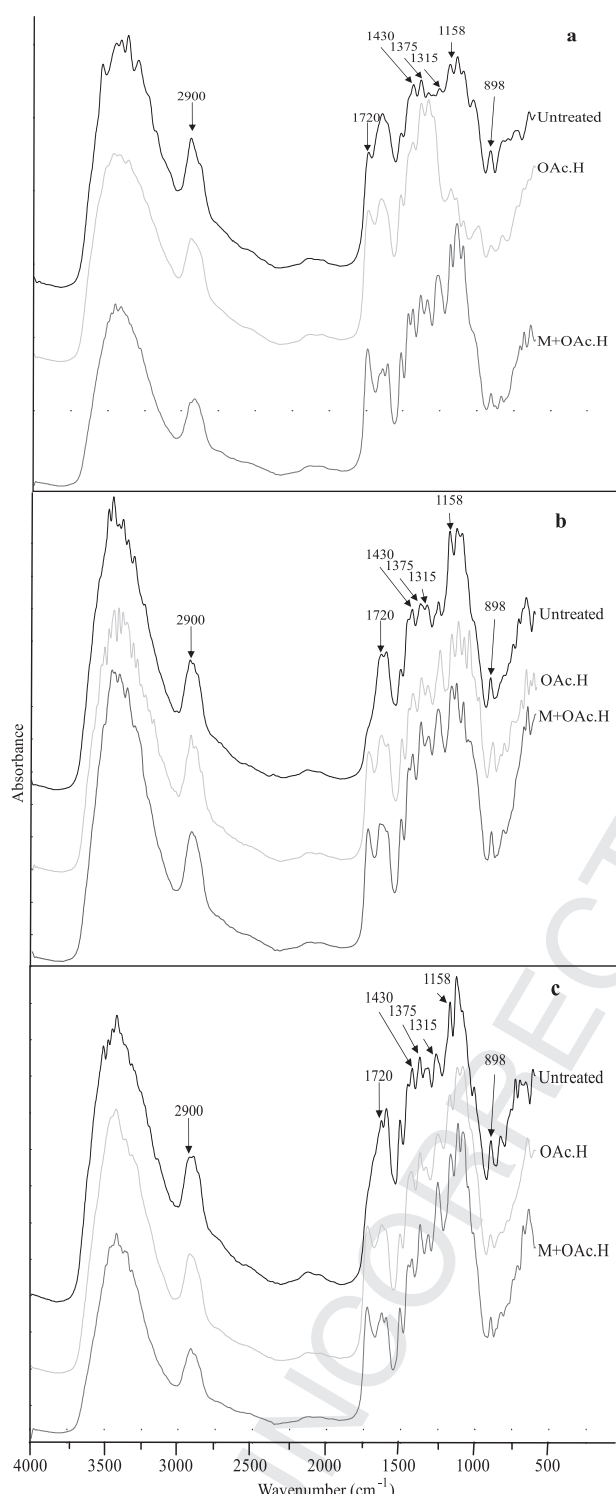 a
1158
1430
1375
1315
2900
1720
898
Untreated
OAc.H
M+OAc.H
b
1158
1430
1375
1315
1720
898
2900
Untreated
OAc.H
M+OAc.H
Absorbance
c
1158
1430
1375
1315
1720
898
2900
Untreated
OAc.H
M+OAc.H
4000 3500 3000 2500 2000 1500 1000 500
Wavenumber (cm⁻¹)
UNCORRECT